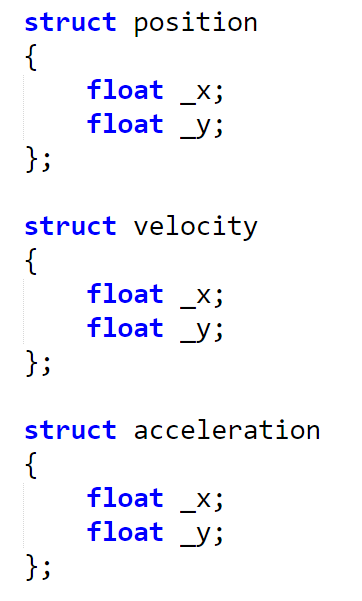 struct position
{
    float _x;
    float _y;
};

struct velocity
{
    float _x;
    float _y;
};

struct acceleration
{
    float _x;
    float _y;
};